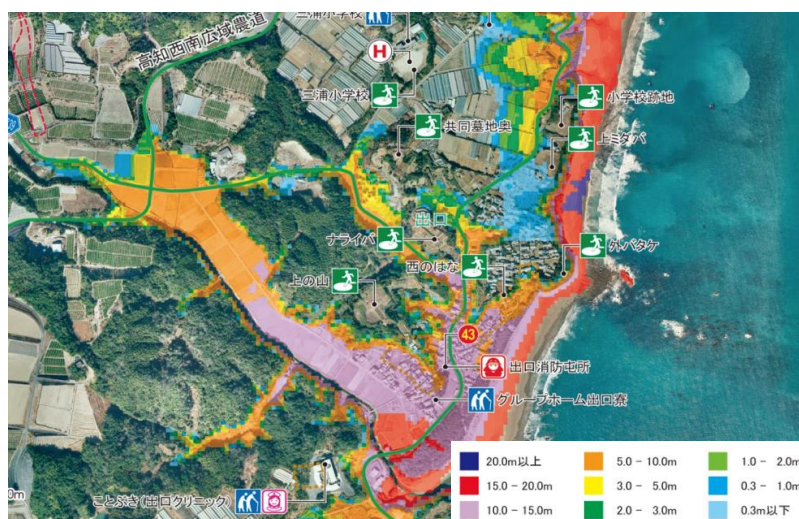 三浦小学校
高知西南広域農道
H
三浦小学校
小学校跡地
共同墓地奥
上ミダバ
出口
ナライバ
西のはな
外バタケ
上の山
43
出口消防屯所
グループホーム出口寮
ことぶき(出口クリニック)
0m
20.0m以上
5.0 - 10.0m
1.0 - 2.0m
15.0 - 20.0m
3.0 - 5.0m
0.3 - 1.0m
10.0 - 15.0m
2.0 - 3.0m
0.3m以下